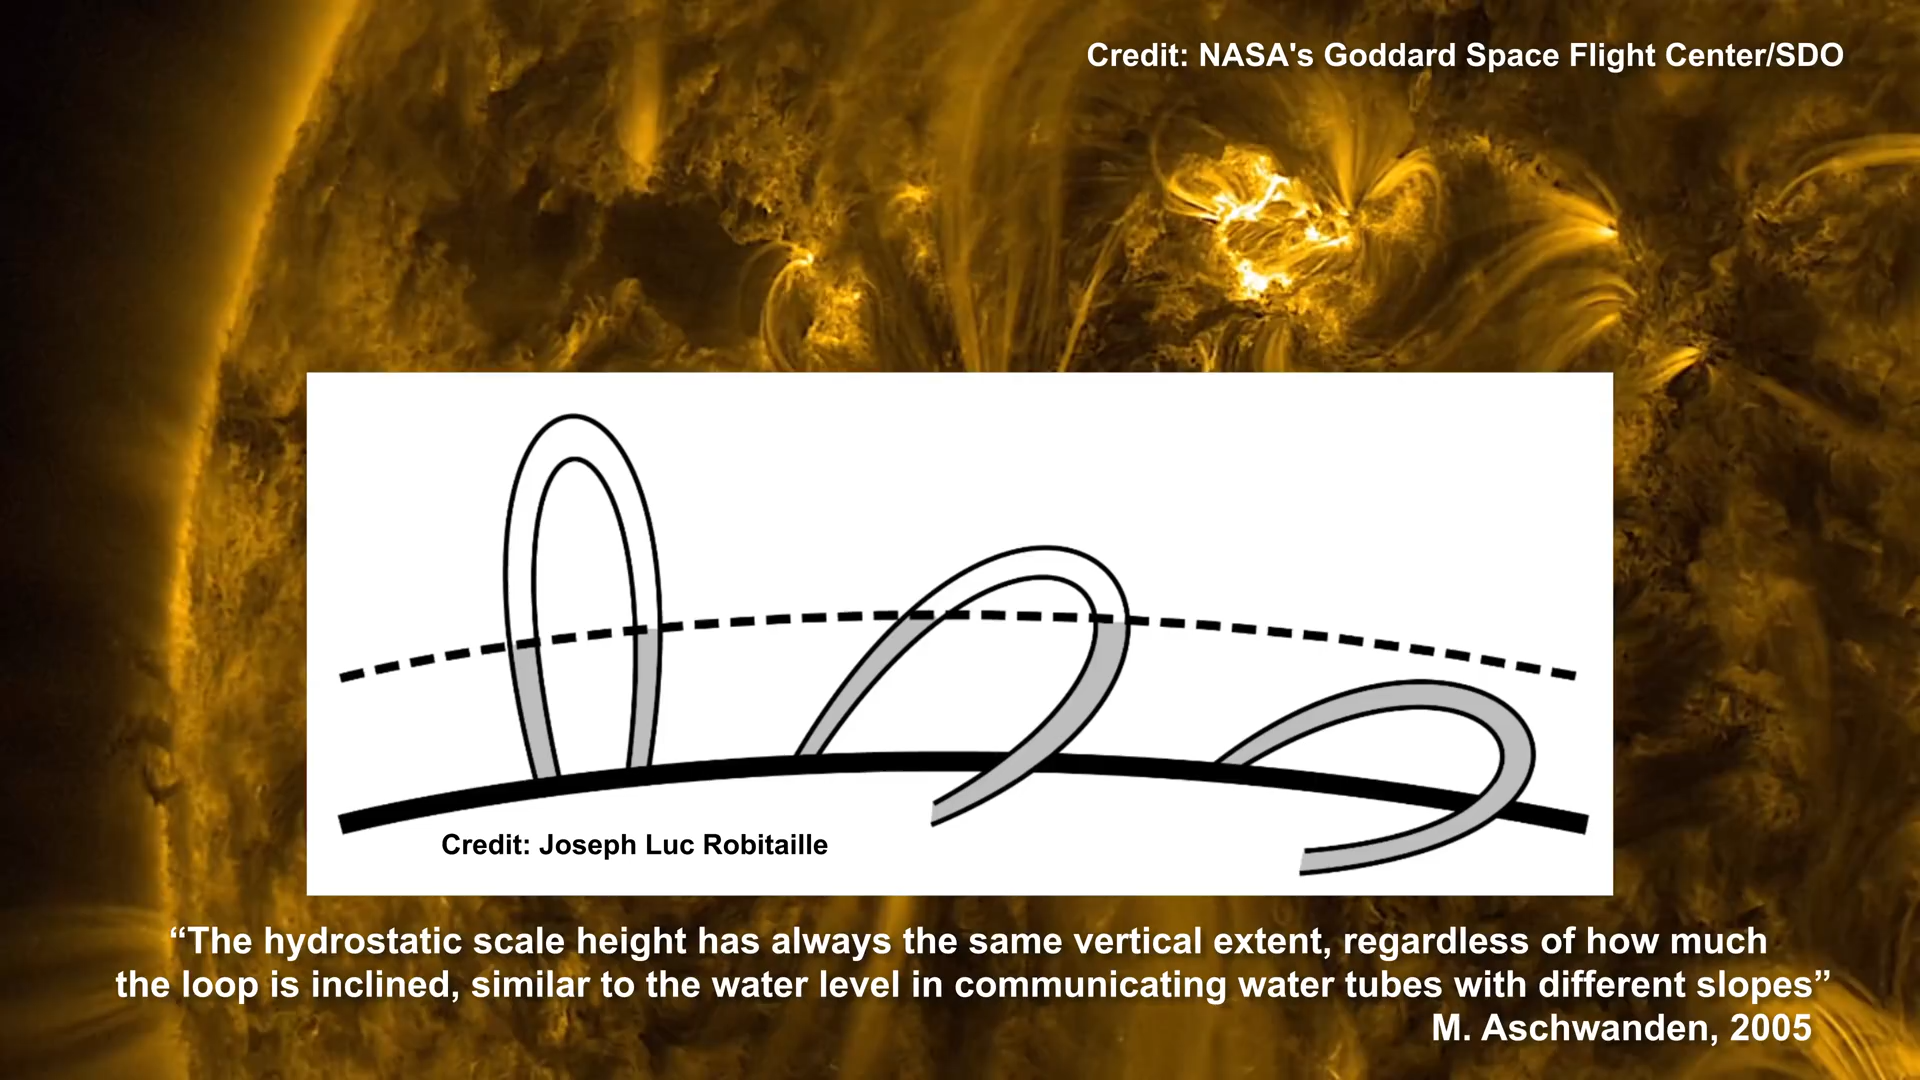 Credit: NASA's Goddard Space Flight Center/SDO
Credit: Joseph Luc Robitaille
“The hydrostatic scale height has always the same vertical extent, regardless of how much
the loop is inclined, similar to the water level in communicating water tubes with different slopes”
M. Aschwanden, 2005